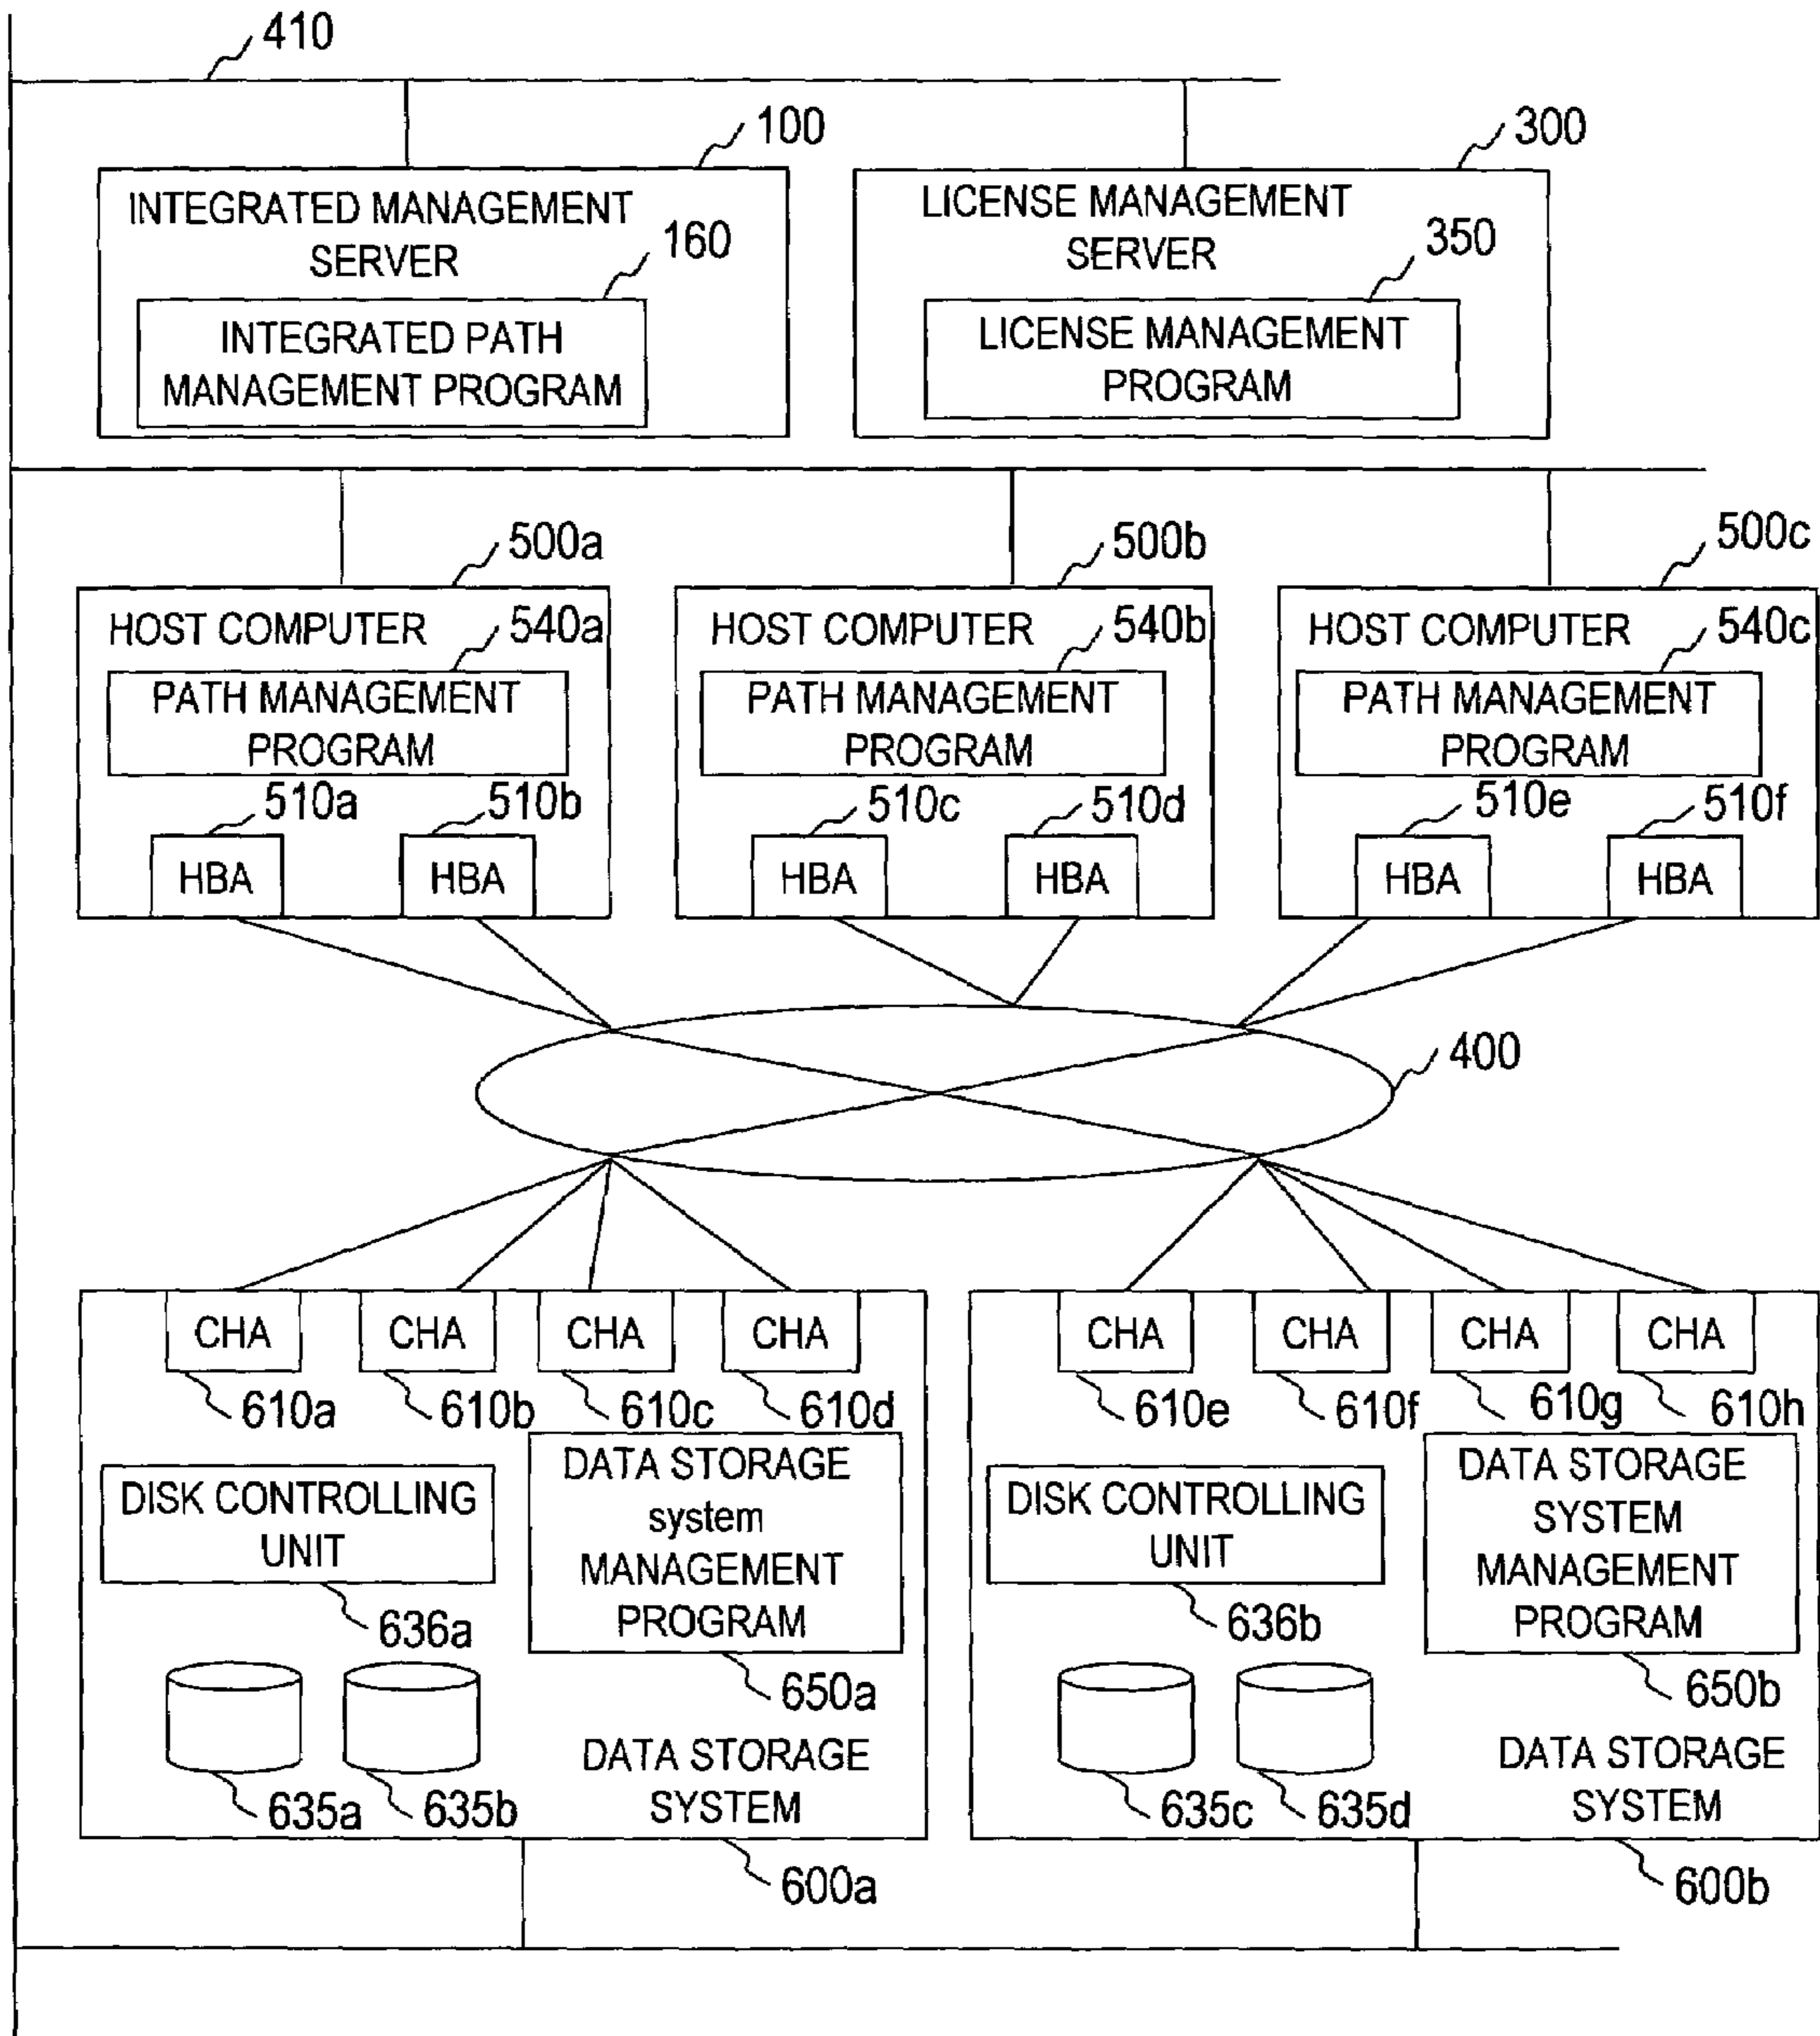 410
100
300
INTEGRATED MANAGEMENT
SERVER
160
LICENSE MANAGEMENT
SERVER
350
INTEGRATED PATH
MANAGEMENT PROGRAM
LICENSE MANAGEMENT
PROGRAM
500a
500b
500c
HOST COMPUTER
540a
HOST COMPUTER
540b
HOST COMPUTER
540c
PATH MANAGEMENT
PROGRAM
PATH MANAGEMENT
PROGRAM
PATH MANAGEMENT
PROGRAM
510a
510b
510c
510d
510e
510f
HBA
HBA
HBA
HBA
HBA
HBA
400
CHA
CHA
CHA
CHA
CHA
CHA
CHA
CHA
610a
610b
610c
610d
610e
610f
610g
610h
DISK CONTROLLING
UNIT
636a
DATA STORAGE
system
MANAGEMENT
PROGRAM
650a
DISK CONTROLLING
UNIT
636b
DATA STORAGE
SYSTEM
MANAGEMENT
PROGRAM
650b
635a
635b
DATA STORAGE
SYSTEM
635c
635d
DATA STORAGE
SYSTEM
600a
600b